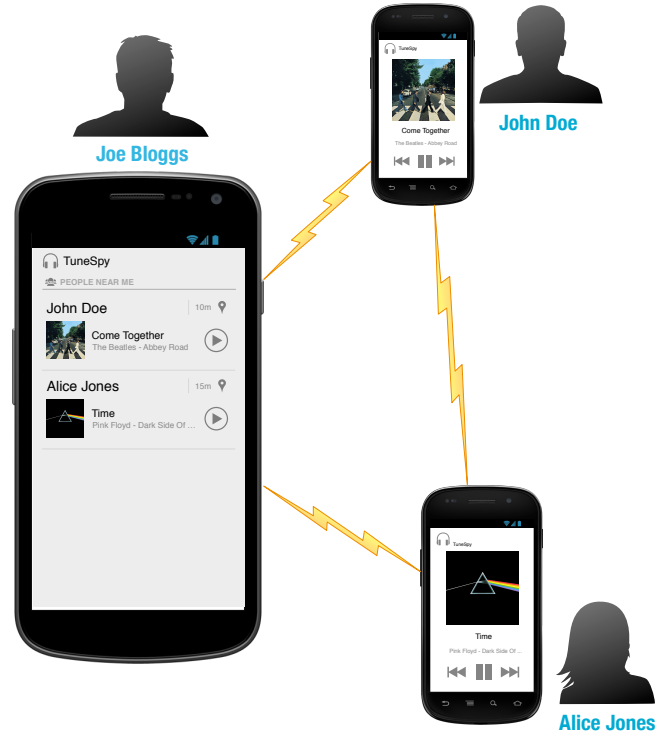 Joe Bloggs
TuneSpy
PEOPLE NEAR ME
John Doe
10m
Come Together
The Beatles - Abbey Road
Alice Jones
15m
Time
Pink Floyd - Dark Side Of ...
TuneSpy
Come Together
The Beatles - Abbey Road
John Doe
TuneSpy
Time
Pink Floyd - Dark Side Of ...
Alice Jones